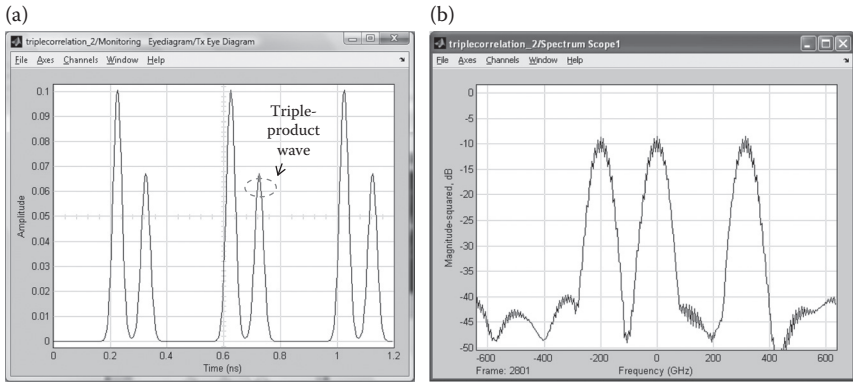 (a)
triplecorrelation_2/Monitoring Eyediagram/Tx Eye Diagram
File Axes Channels Window Help
0.1
0.09
0.08
0.07
0.06
0.05
0.04
0.03
0.02
0.01
0
Amplitude
Triple-
product
wave
0 0.2 0.4 0.6 0.8 1 1.2
Time (ns)
(b)
triplecorrelation_2/Spectrum Scope1
File Axes Channels Window Help
0
-5
-10
-15
-20
-25
-30
-35
-40
-45
-50
Magnitude-squared, dB
-600 -400 -200 0 200 400 600
Frame: 2801
Frequency (GHz)